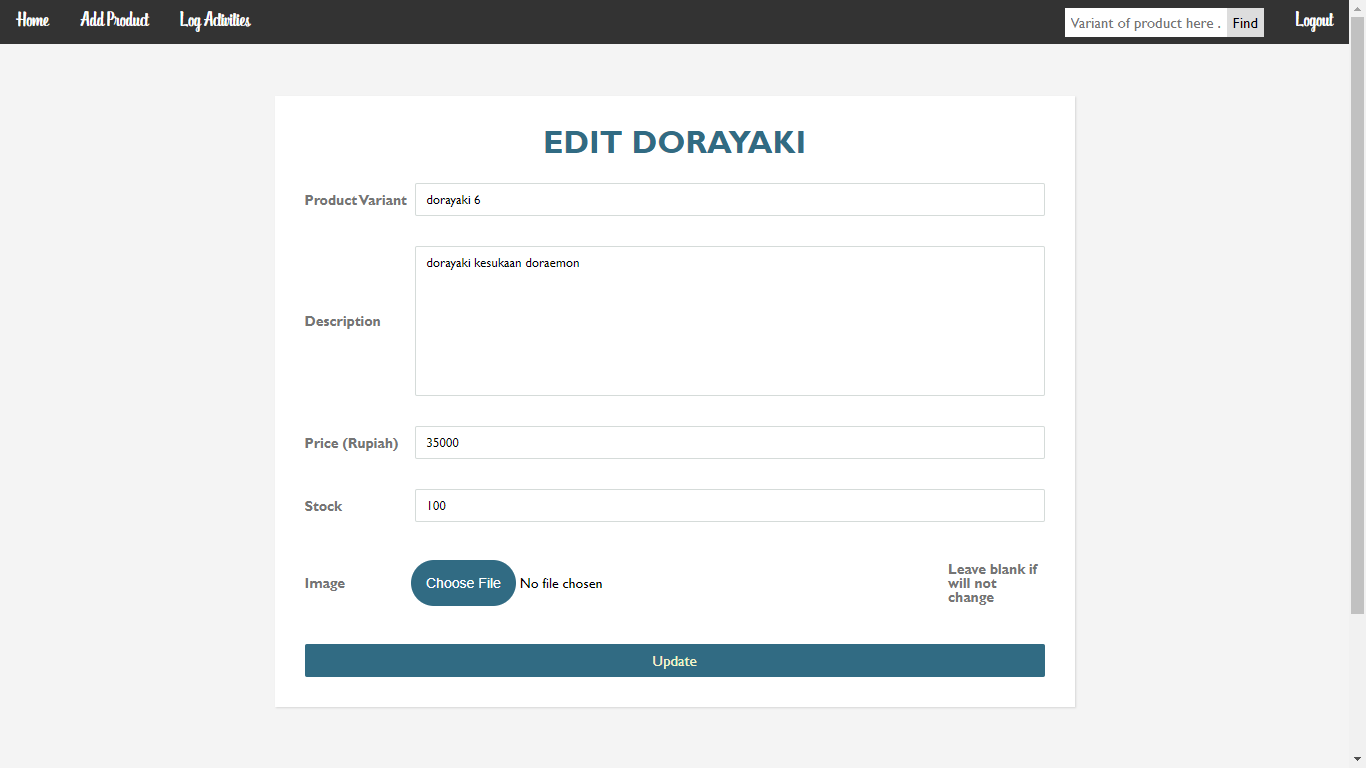 Home Add Product Log Activities Variant of product here . Find Logout
EDIT DORAYAKI
Product Variant dorayaki 6
Description dorayaki kesukaan doraemon
Price (Rupiah) 35000
Stock 100
Image Choose File No file chosen
Leave blank if
will not
change
Update